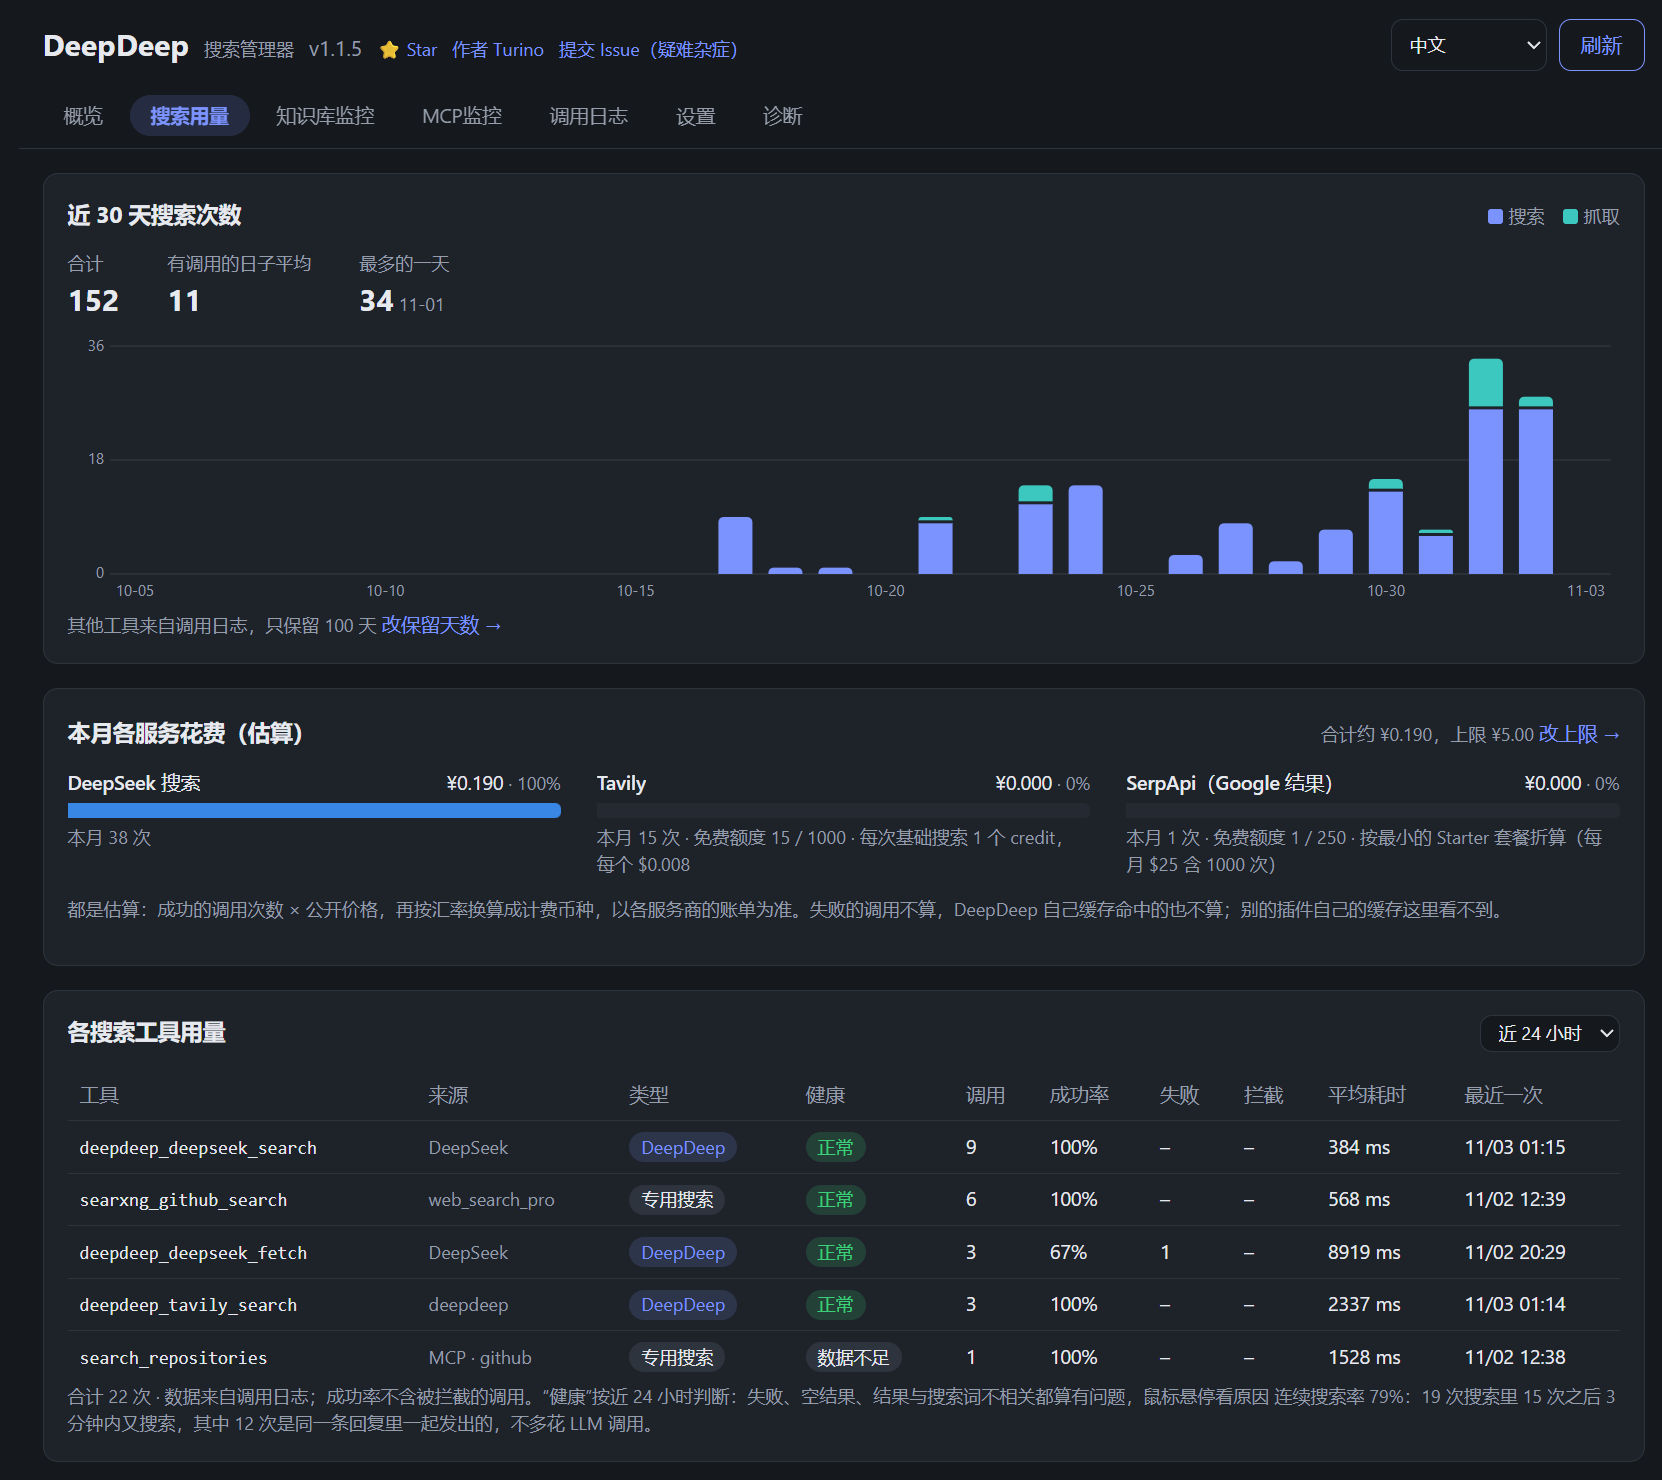 DeepDeep 搜索管理器 v1.1.5 ⭐ Star 作者 Turino 提交 Issue（疑难杂症） 中文 刷新
概览 搜索用量 知识库监控 MCP监控 调用日志 设置 诊断
近 30 天搜索次数 搜索 抓取
合计 有调用的日子平均 最多的一天
152 11 34 11-01
36
18
0
10-05 10-10 10-15 10-20 10-25 10-30 11-03
其他工具来自调用日志，只保留 100 天 改保留天数 →
本月各服务花费（估算） 合计约 ¥0.190，上限 ¥5.00 改上限 →
DeepSeek 搜索 ¥0.190 · 100% Tavily ¥0.000 · 0% SerpApi（Google 结果） ¥0.000 · 0%
本月 38 次 本月 15 次 · 免费额度 15 / 1000 · 每次基础搜索 1 个 credit， 本月 1 次 · 免费额度 1 / 250 · 按最小的 Starter 套餐折算（每
每个 $0.008 月 $25 含 1000 次）
都是估算：成功的调用次数 × 公开价格，再按汇率换算成计费币种，以各服务商的账单为准。失败的调用不算，DeepDeep 自己缓存命中的也不算；别的插件自己的缓存这里看不到。
各搜索工具用量 近 24 小时
工具 来源 类型 健康 调用 成功率 失败 拦截 平均耗时 最近一次
deepdeep_deepseek_search DeepSeek DeepDeep 正常 9 100% – – 384 ms 11/03 01:15
searxng_github_search web_search_pro 专用搜索 正常 6 100% – – 568 ms 11/02 12:39
deepdeep_deepseek_fetch DeepSeek DeepDeep 正常 3 67% 1 – 8919 ms 11/02 20:29
deepdeep_tavily_search deepdeep DeepDeep 正常 3 100% – – 2337 ms 11/03 01:14
search_repositories MCP · github 专用搜索 数据不足 1 100% – – 1528 ms 11/02 12:38
合计 22 次 · 数据来自调用日志；成功率不含被拦截的调用。“健康”按近 24 小时判断：失败、空结果、结果与搜索词不相关都算有问题，鼠标悬停看原因 连续搜索率 79%：19 次搜索里 15 次之后 3
分钟内又搜索，其中 12 次是同一条回复里一起发出的，不多花 LLM 调用。